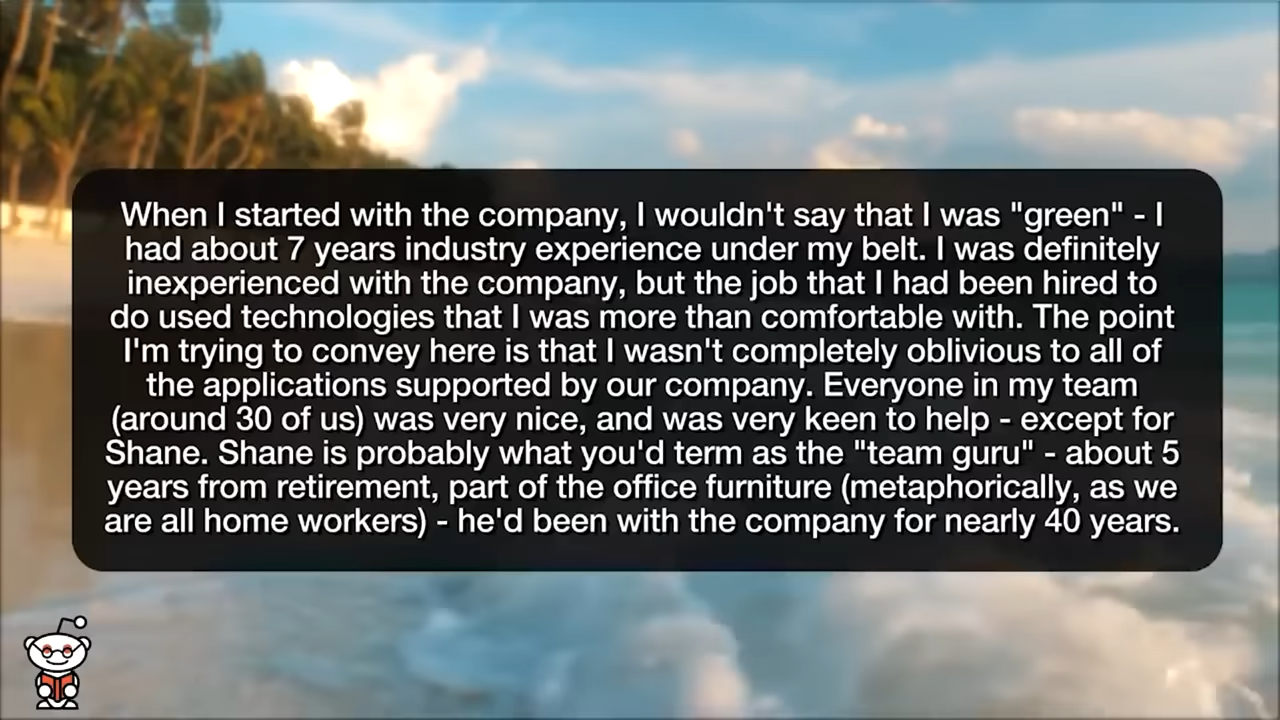 When I started with the company, I wouldn't say that I was "green" - I
had about 7 years industry experience under my belt. I was definitely
inexperienced with the company, but the job that I had been hired to
do used technologies that I was more than comfortable with. The point
I'm trying to convey here is that I wasn't completely oblivious to all of
the applications supported by our company. Everyone in my team
(around 30 of us) was very nice, and was very keen to help - except for
Shane. Shane is probably what you'd term as the "team guru" - about 5
years from retirement, part of the office furniture (metaphorically, as we
are all home workers) - he'd been with the company for nearly 40 years.